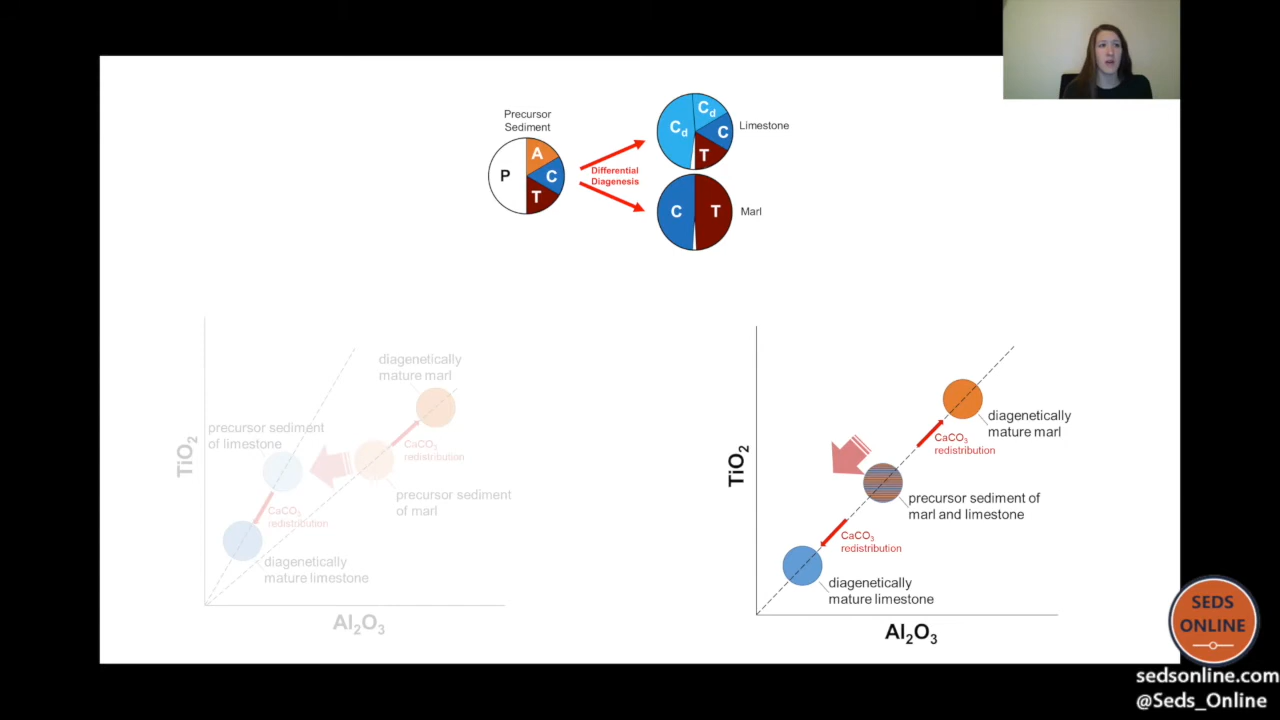 Precursor
Sediment
P
A
C
T
Differential
Diagenesis
Cd
Cd
C
T
Limestone
C
T
Marl
TiO2
diagenetically
mature marl
precursor sediment
of limestone
CaCO3
redistribution
precursor sediment
of marl
CaCO3
redistribution
diagenetically
mature limestone
Al2O3
TiO2
diagenetically
mature marl
CaCO3
redistribution
precursor sediment of
marl and limestone
CaCO3
redistribution
diagenetically
mature limestone
Al2O3
SEDS
ONLINE
sedsonline.com
@Seds_Online